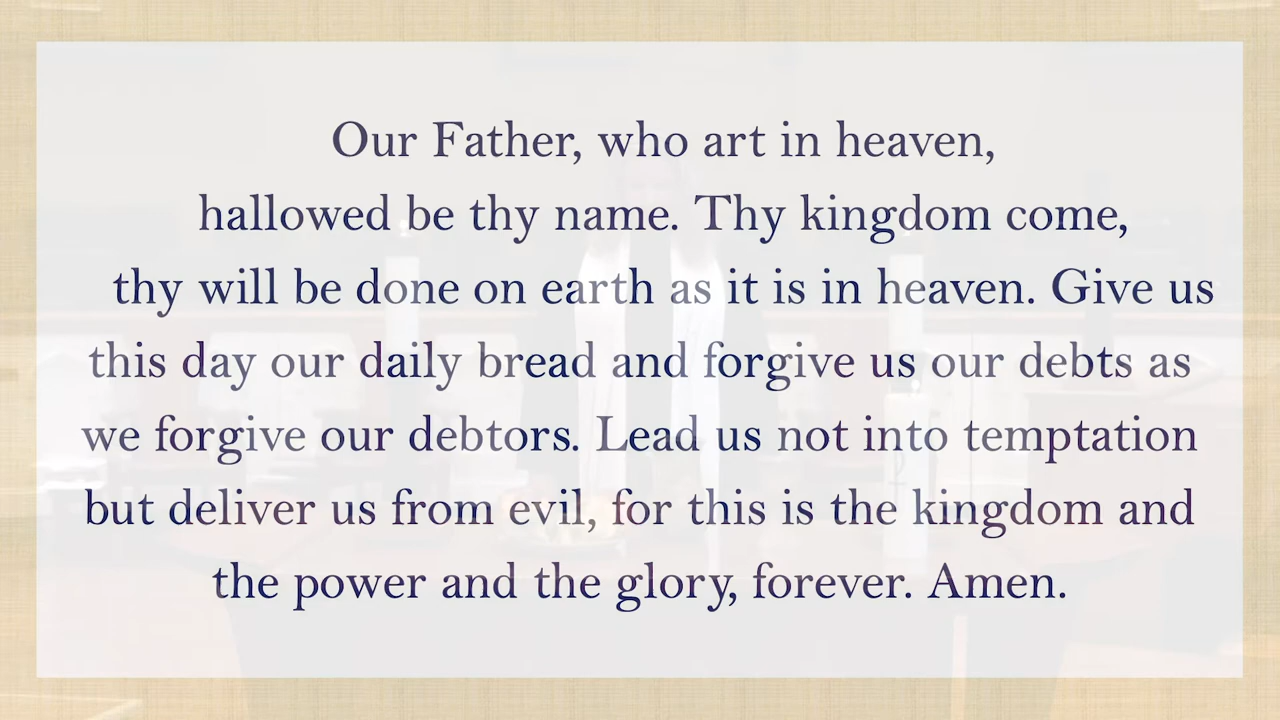 Our Father, who art in heaven,
hallowed be thy name. Thy kingdom come,
thy will be done on earth as it is in heaven. Give us
this day our daily bread and forgive us our debts as
we forgive our debtors. Lead us not into temptation
but deliver us from evil, for this is the kingdom and
the power and the glory, forever. Amen.